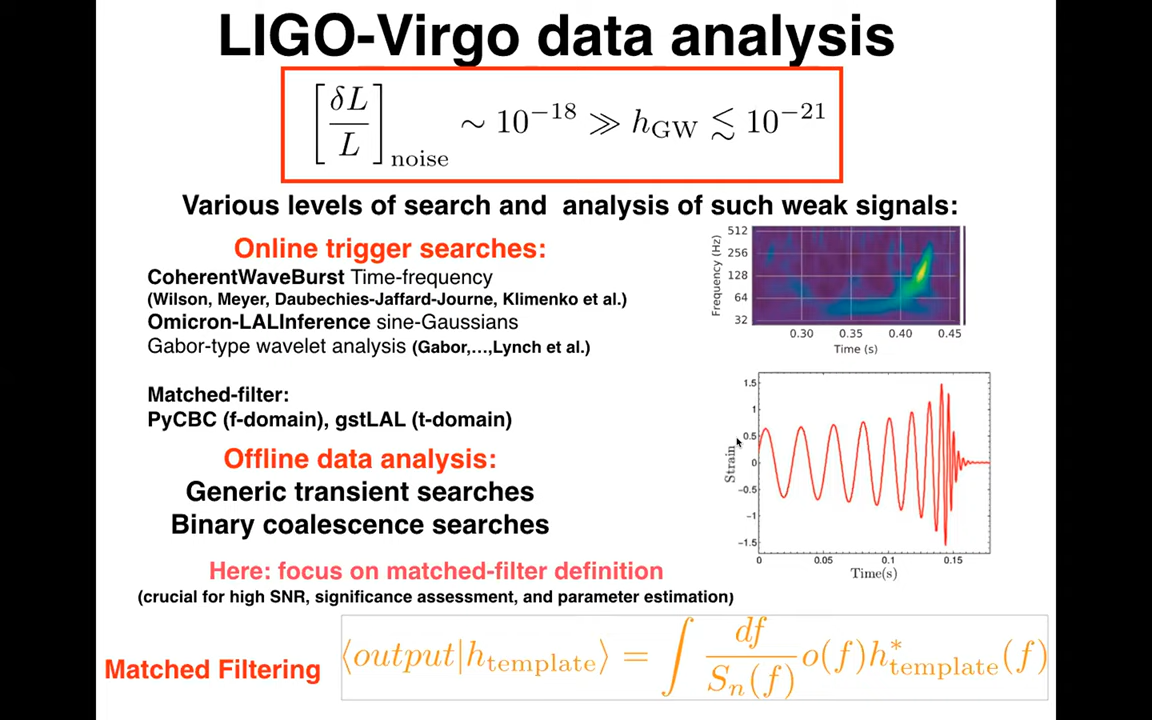 LIGO-Virgo data analysis
[δL/L]noise ∼ 10⁻¹⁸ ≫ hGW ≲ 10⁻²¹
Various levels of search and analysis of such weak signals:
Online trigger searches:
CoherentWaveBurst Time-frequency
(Wilson, Meyer, Daubechies-Jaffard-Journe, Klimenko et al.)
Omicron-LALInference sine-Gaussians
Gabor-type wavelet analysis (Gabor,…,Lynch et al.)
Matched-filter:
PyCBC (f-domain), gstLAL (t-domain)
Offline data analysis:
Generic transient searches
Binary coalescence searches
Here: focus on matched-filter definition
(crucial for high SNR, significance assessment, and parameter estimation)
Frequency (Hz)
512
256
128
64
32
0.30 0.35 0.40 0.45
Time (s)
Strain
1.5
1
0.5
0
−0.5
−1
−1.5
0 0.05 0.1 0.15
Time(s)
Matched Filtering
⟨output|htemplate⟩ = ∫ df/Sn(f) o(f)h*template(f)